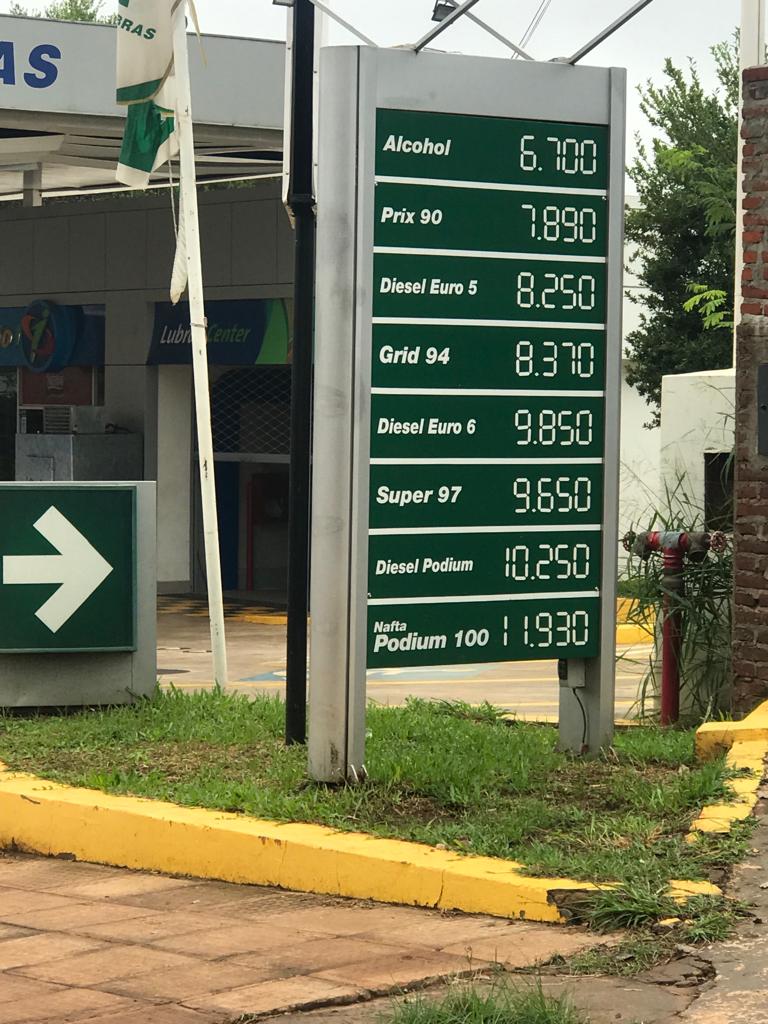 BRAS
AS
Lubra Center
Alcohol 6.700
Prix 90 7.890
Diesel Euro 5 8.250
Grid 94 8.370
Diesel Euro 6 9.850
Super 97 9.650
Diesel Podium 10.250
Nafta
Podium 100 11.930